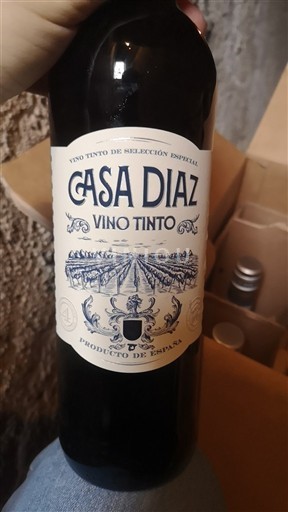 VINO TINTO DE SELECCIÓN ESPECIAL
CASA DIAZ
VINO TINTO
PRODUCTO DE ESPAÑA